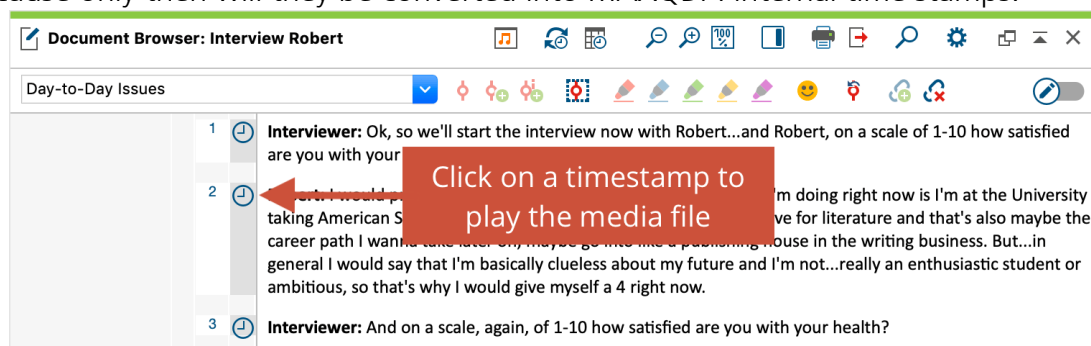 Document Browser: Interview Robert
100
%
Day-to-Day Issues
1 Interviewer: Ok, so we'll start the interview now with Robert...and Robert, on a scale of 1-10 how satisfied
are you with your
Click on a timestamp to
play the media file
2 I would p 'm doing right now is I'm at the University
taking American S ve for literature and that's also maybe the
career path I wanna take later on, maybe go into like a publishing house in the writing business. But...in
general I would say that I'm basically clueless about my future and I'm not...really an enthusiastic student or
ambitious, so that's why I would give myself a 4 right now.
3 Interviewer: And on a scale, again, of 1-10 how satisfied are you with your health?